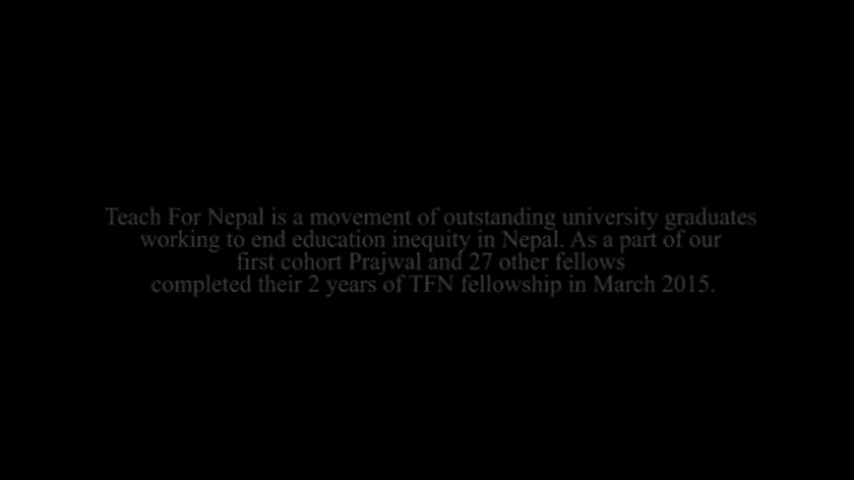 Teach For Nepal is a movement of outstanding university graduates
working to end education inequity in Nepal. As a part of our
first cohort Prajwal and 27 other fellows
completed their 2 years of TFN fellowship in March 2015.